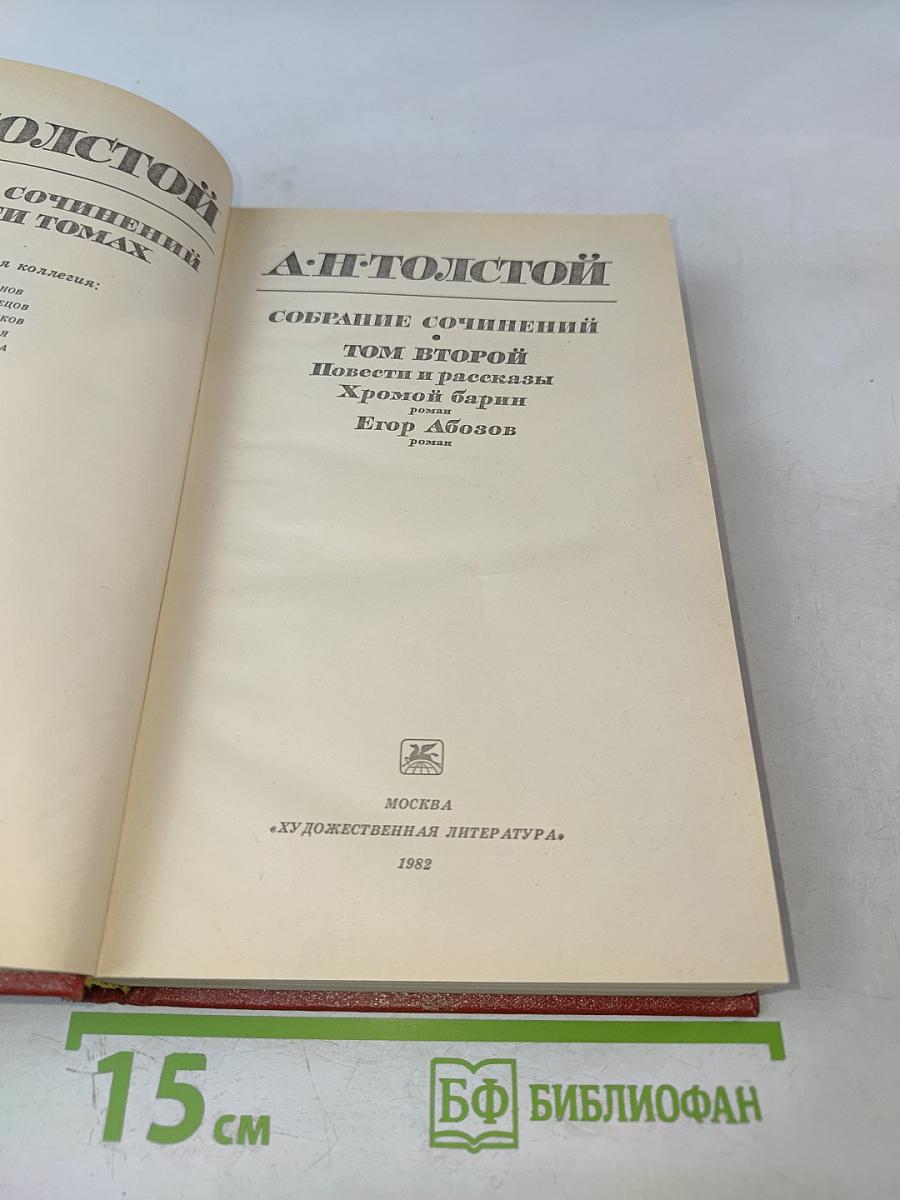 ТОЛСТОЙ
СОЧИНЕНИЙ
ТОМАХ
коллегия:
А·Н·ТОЛСТОЙ
СОБРАНИЕ СОЧИНЕНИЙ
ТОМ ВТОРОЙ
Повести и рассказы
Хромой барин
роман
Егор Абозов
роман
МОСКВА
«ХУДОЖЕСТВЕННАЯ ЛИТЕРАТУРА»
1982
15 см
БФ БИБЛИОФАН